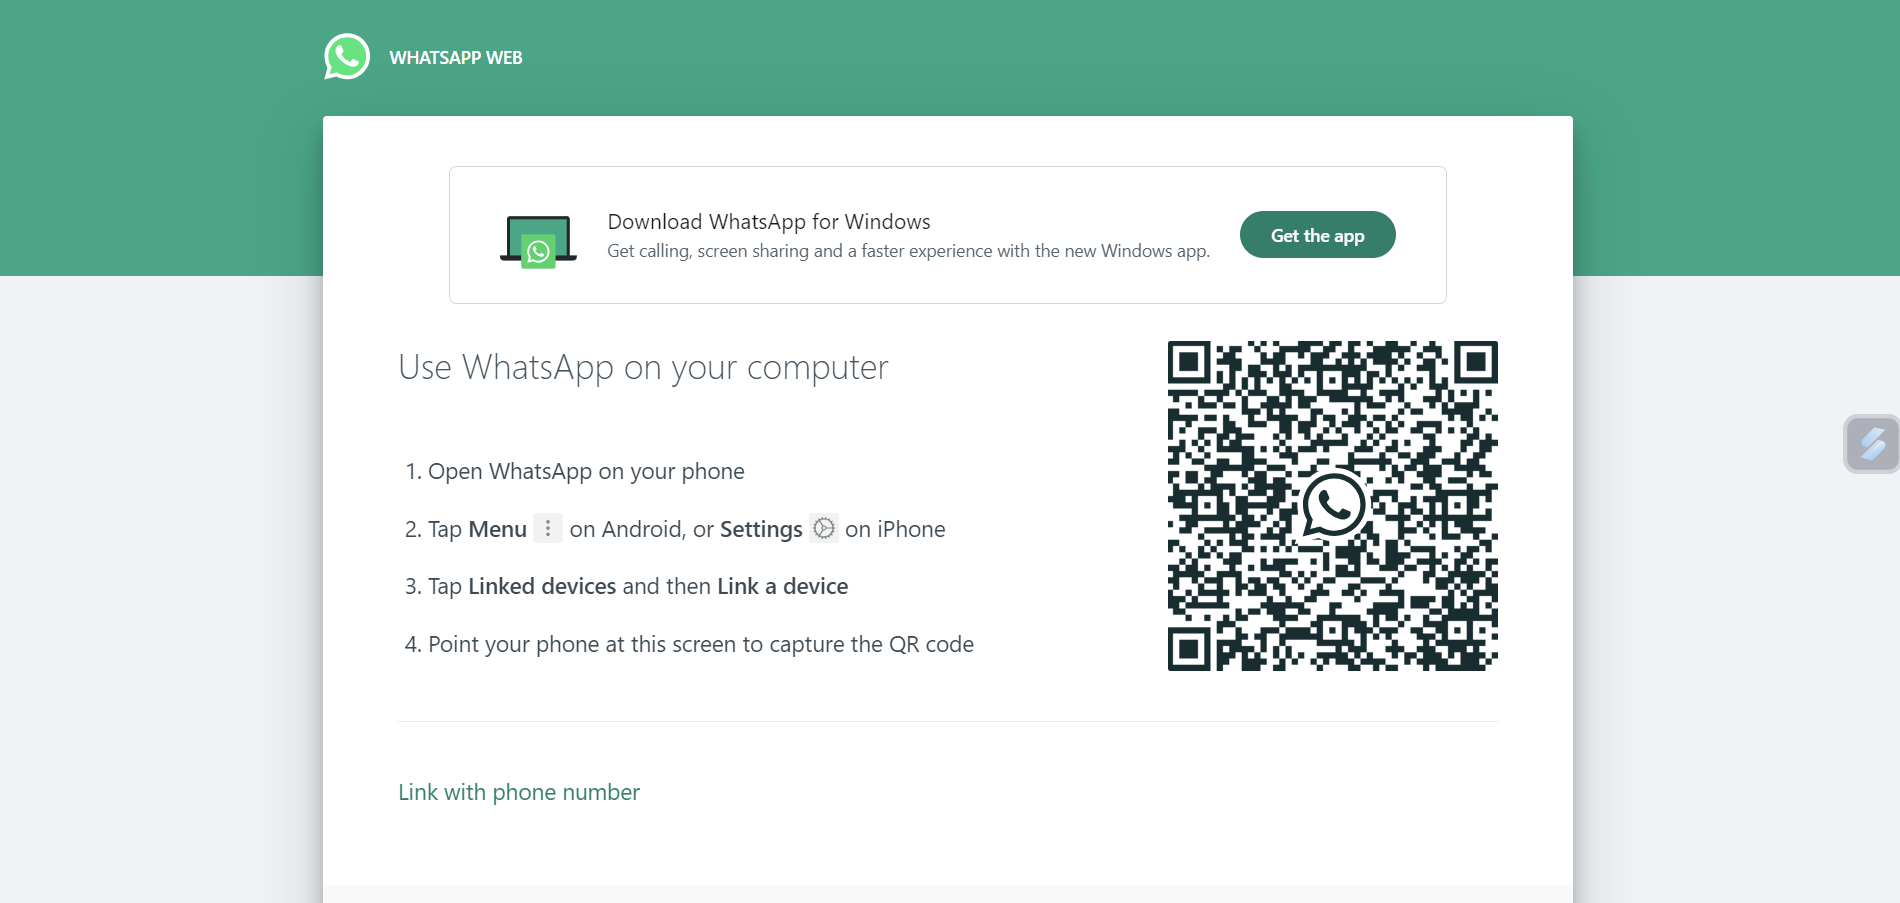 WHATSAPP WEB
Download WhatsApp for Windows
Get calling, screen sharing and a faster experience with the new Windows app.
Get the app
Use WhatsApp on your computer
1. Open WhatsApp on your phone
2. Tap Menu on Android, or Settings on iPhone
3. Tap Linked devices and then Link a device
4. Point your phone at this screen to capture the QR code
Link with phone number